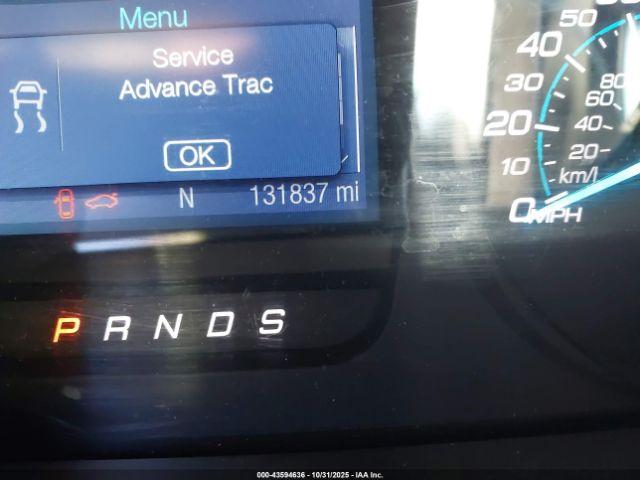 Menu
Service
Advance Trac
OK
N 131837 mi
P R N D S
50
40
30
20
10
0 MPH
80
60
40
20
km/
000-43594636 - 10/31/2025 - IAA Inc.